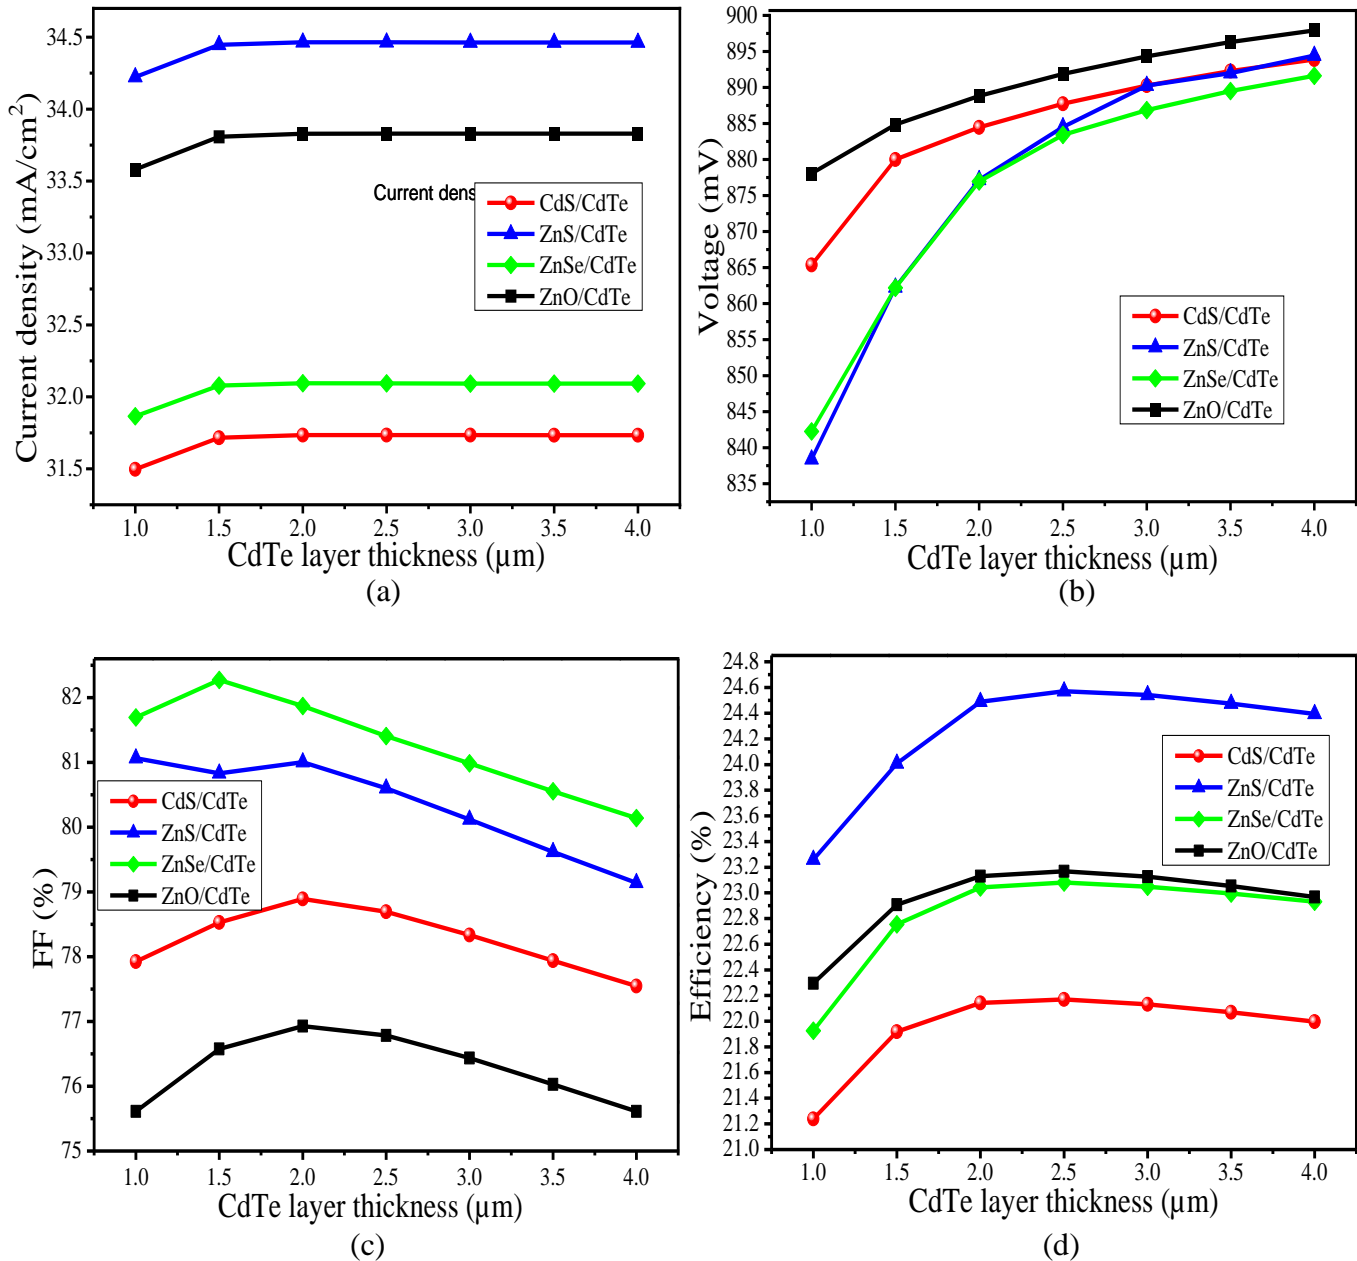 34.5
34.0
33.5
33.0
32.5
32.0
31.5
Current density (mA/cm²)
Current dens
CdS/CdTe
ZnS/CdTe
ZnSe/CdTe
ZnO/CdTe
1.0 1.5 2.0 2.5 3.0 3.5 4.0
CdTe layer thickness (µm)
(a)
900
895
890
885
880
875
870
865
860
855
850
845
840
835
Voltage (mV)
CdS/CdTe
ZnS/CdTe
ZnSe/CdTe
ZnO/CdTe
1.0 1.5 2.0 2.5 3.0 3.5 4.0
CdTe layer thickness (µm)
(b)
82
81
80
79
78
77
76
75
FF (%)
CdS/CdTe
ZnS/CdTe
ZnSe/CdTe
ZnO/CdTe
1.0 1.5 2.0 2.5 3.0 3.5 4.0
CdTe layer thickness (µm)
(c)
24.8
24.6
24.4
24.2
24.0
23.8
23.6
23.4
23.2
23.0
22.8
22.6
22.4
22.2
22.0
21.8
21.6
21.4
21.2
21.0
Efficiency (%)
CdS/CdTe
ZnS/CdTe
ZnSe/CdTe
ZnO/CdTe
1.0 1.5 2.0 2.5 3.0 3.5 4.0
CdTe layer thickness (µm)
(d)